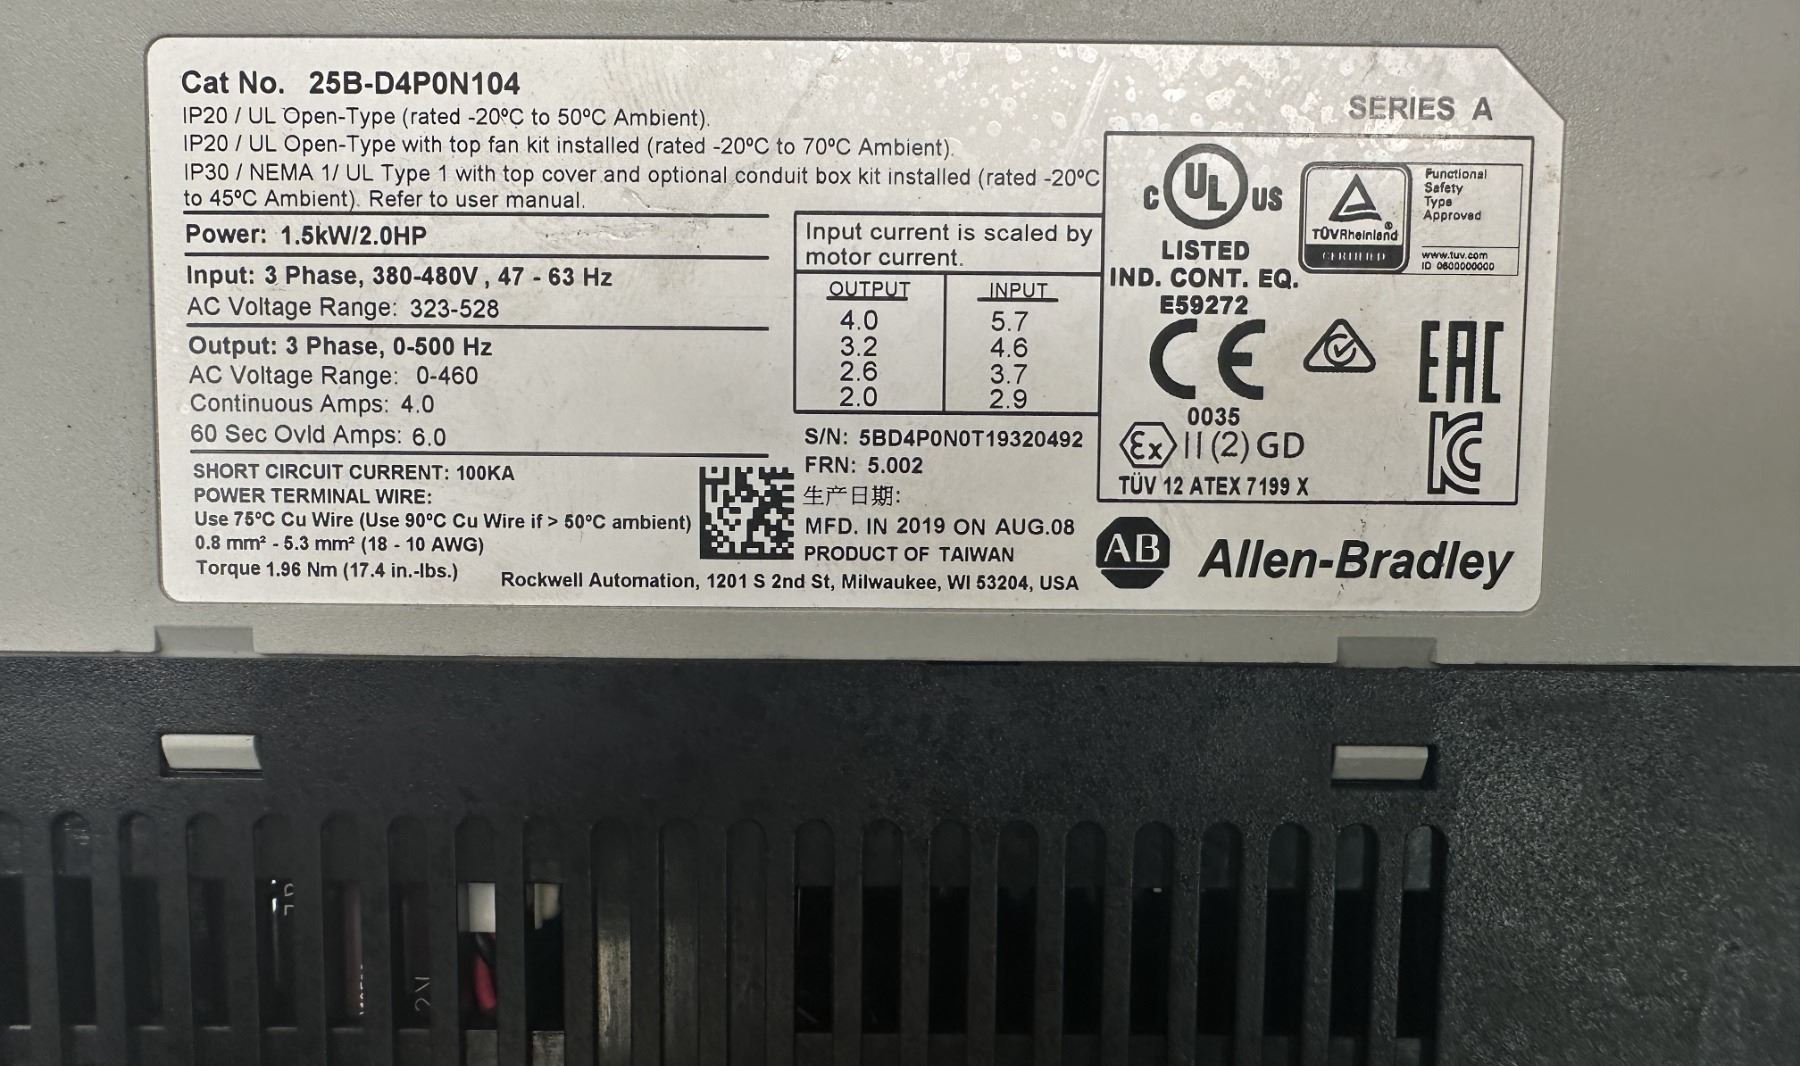 Cat No. 25B-D4P0N104
SERIES A
IP20 / UL Open-Type (rated -20ºC to 50ºC Ambient).
IP20 / UL Open-Type with top fan kit installed (rated -20ºC to 70ºC Ambient).
IP30 / NEMA 1/ UL Type 1 with top cover and optional conduit box kit installed (rated -20ºC
to 45ºC Ambient). Refer to user manual.
Power: 1.5kW/2.0HP
Input: 3 Phase, 380-480V , 47 - 63 Hz
AC Voltage Range: 323-528
Output: 3 Phase, 0-500 Hz
AC Voltage Range: 0-460
Continuous Amps: 4.0
60 Sec Ovld Amps: 6.0
SHORT CIRCUIT CURRENT: 100KA
POWER TERMINAL WIRE:
Use 75ºC Cu Wire (Use 90ºC Cu Wire if > 50ºC ambient)
0.8 mm² - 5.3 mm² (18 - 10 AWG)
Torque 1.96 Nm (17.4 in.-lbs.)
Input current is scaled by
motor current.
OUTPUT INPUT
4.0 5.7
3.2 4.6
2.6 3.7
2.0 2.9
S/N: 5BD4P0N0T19320492
FRN: 5.002
生产日期:
MFD. IN 2019 ON AUG.08
PRODUCT OF TAIWAN
Rockwell Automation, 1201 S 2nd St, Milwaukee, WI 53204, USA
C UL US
LISTED
IND. CONT. EQ.
E59272
TÜVRheinland ®
CERTIFIED
Functional
Safety
Type
Approved
www.tuv.com
ID 0600000000
CE
0035
EAC
Ex II (2) GD
TÜV 12 ATEX 7199 X
KC
AB Allen-Bradley